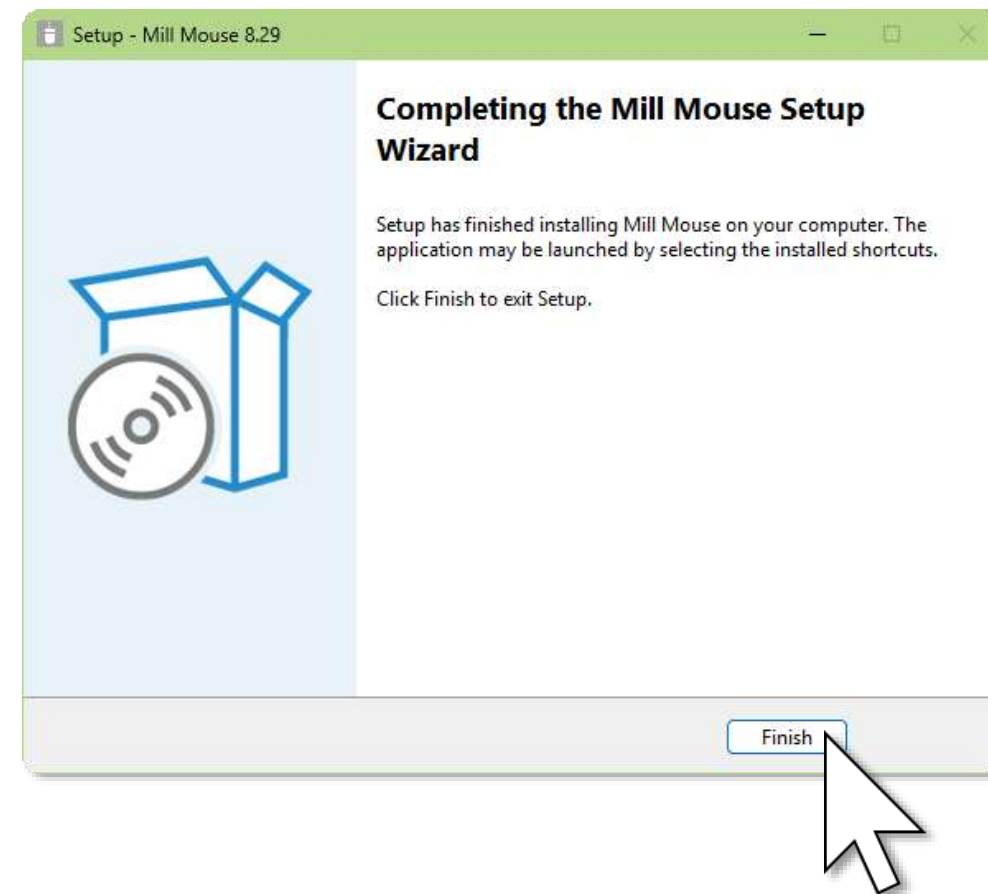 Setup - Mill Mouse 8.29
Completing the Mill Mouse Setup
Wizard
Setup has finished installing Mill Mouse on your computer. The
application may be launched by selecting the installed shortcuts.
Click Finish to exit Setup.
Finish